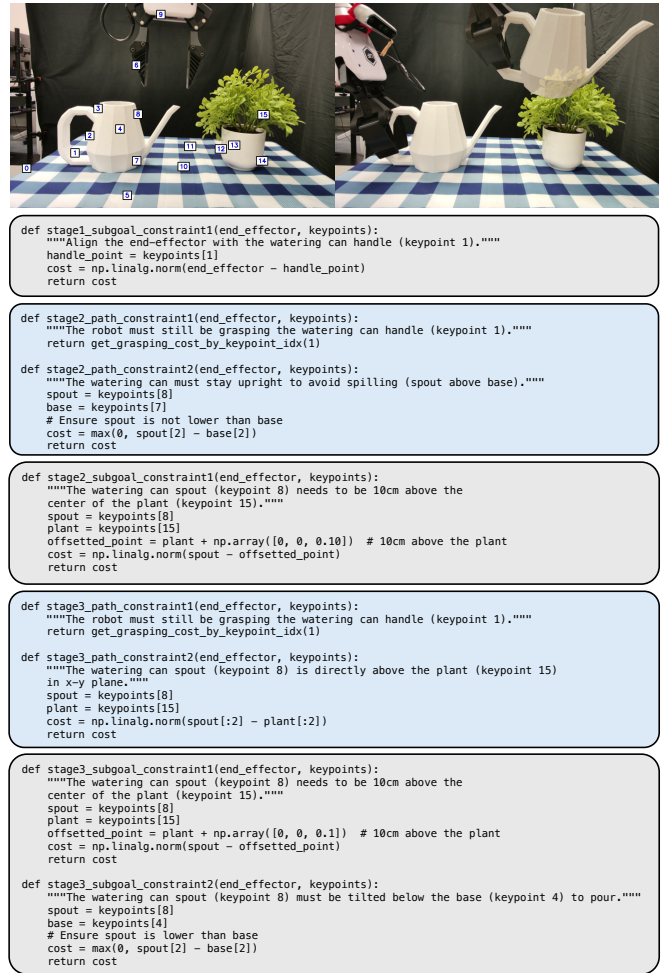 9
6
3
8
4
2
1
7
0
5
15
11
12
13
10
14
def stage1_subgoal_constraint1(end_effector, keypoints):
"""Align the end-effector with the watering can handle (keypoint 1)."""
handle_point = keypoints[1]
cost = np.linalg.norm(end_effector - handle_point)
return cost
def stage2_path_constraint1(end_effector, keypoints):
"""The robot must still be grasping the watering can handle (keypoint 1)."""
return get_grasping_cost_by_keypoint_idx(1)
def stage2_path_constraint2(end_effector, keypoints):
"""The watering can must stay upright to avoid spilling (spout above base)."""
spout = keypoints[8]
base = keypoints[7]
# Ensure spout is not lower than base
cost = max(0, spout[2] - base[2])
return cost
def stage2_subgoal_constraint1(end_effector, keypoints):
"""The watering can spout (keypoint 8) needs to be 10cm above the
center of the plant (keypoint 15)."""
spout = keypoints[8]
plant = keypoints[15]
offsetted_point = plant + np.array([0, 0, 0.10])  # 10cm above the plant
cost = np.linalg.norm(spout - offsetted_point)
return cost
def stage3_path_constraint1(end_effector, keypoints):
"""The robot must still be grasping the watering can handle (keypoint 1)."""
return get_grasping_cost_by_keypoint_idx(1)
def stage3_path_constraint2(end_effector, keypoints):
"""The watering can spout (keypoint 8) is directly above the plant (keypoint 15)
in x-y plane."""
spout = keypoints[8]
plant = keypoints[15]
cost = np.linalg.norm(spout[:2] - plant[:2])
return cost
def stage3_subgoal_constraint1(end_effector, keypoints):
"""The watering can spout (keypoint 8) needs to be 10cm above the
center of the plant (keypoint 15)."""
spout = keypoints[8]
plant = keypoints[15]
offsetted_point = plant + np.array([0, 0, 0.1])  # 10cm above the plant
cost = np.linalg.norm(spout - offsetted_point)
return cost
def stage3_subgoal_constraint2(end_effector, keypoints):
"""The watering can spout (keypoint 8) must be tilted below the base (keypoint 4) to pour."""
spout = keypoints[8]
base = keypoints[4]
# Ensure spout is lower than base
cost = max(0, spout[2] - base[2])
return cost